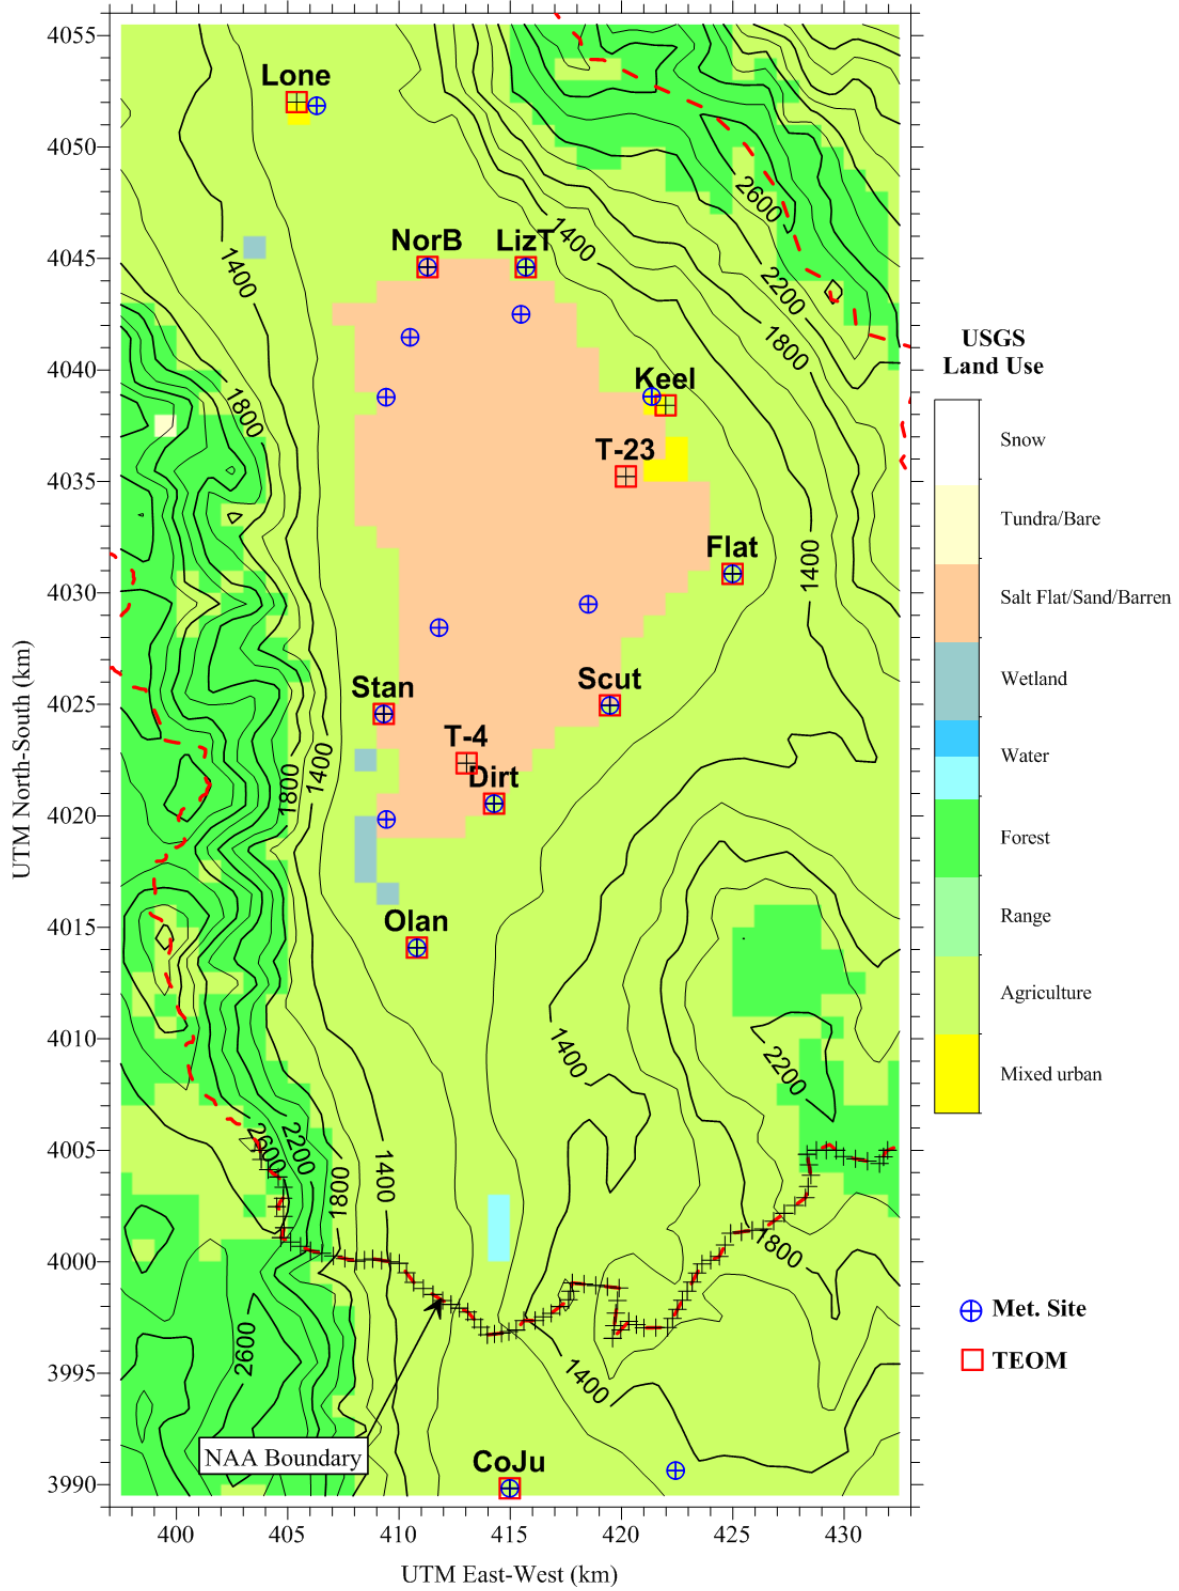 4055
4050
4045
4040
4035
4030
4025
4020
4015
4010
4005
4000
3995
3990
UTM North-South (km)
400
405
410
415
420
425
430
UTM East-West (km)
Lone
NorB
LizT
Keel
T-23
Flat
Scut
Stan
T-4
Dirt
Olan
CoJu
NAA Boundary
1400
2600
1400
2200
1800
1800
1400
1800
1400
1400
2200
2600
2200
1800
1400
1800
2600
1400
USGS
Land Use
Snow
Tundra/Bare
Salt Flat/Sand/Barren
Wetland
Water
Forest
Range
Agriculture
Mixed urban
Met. Site
TEOM